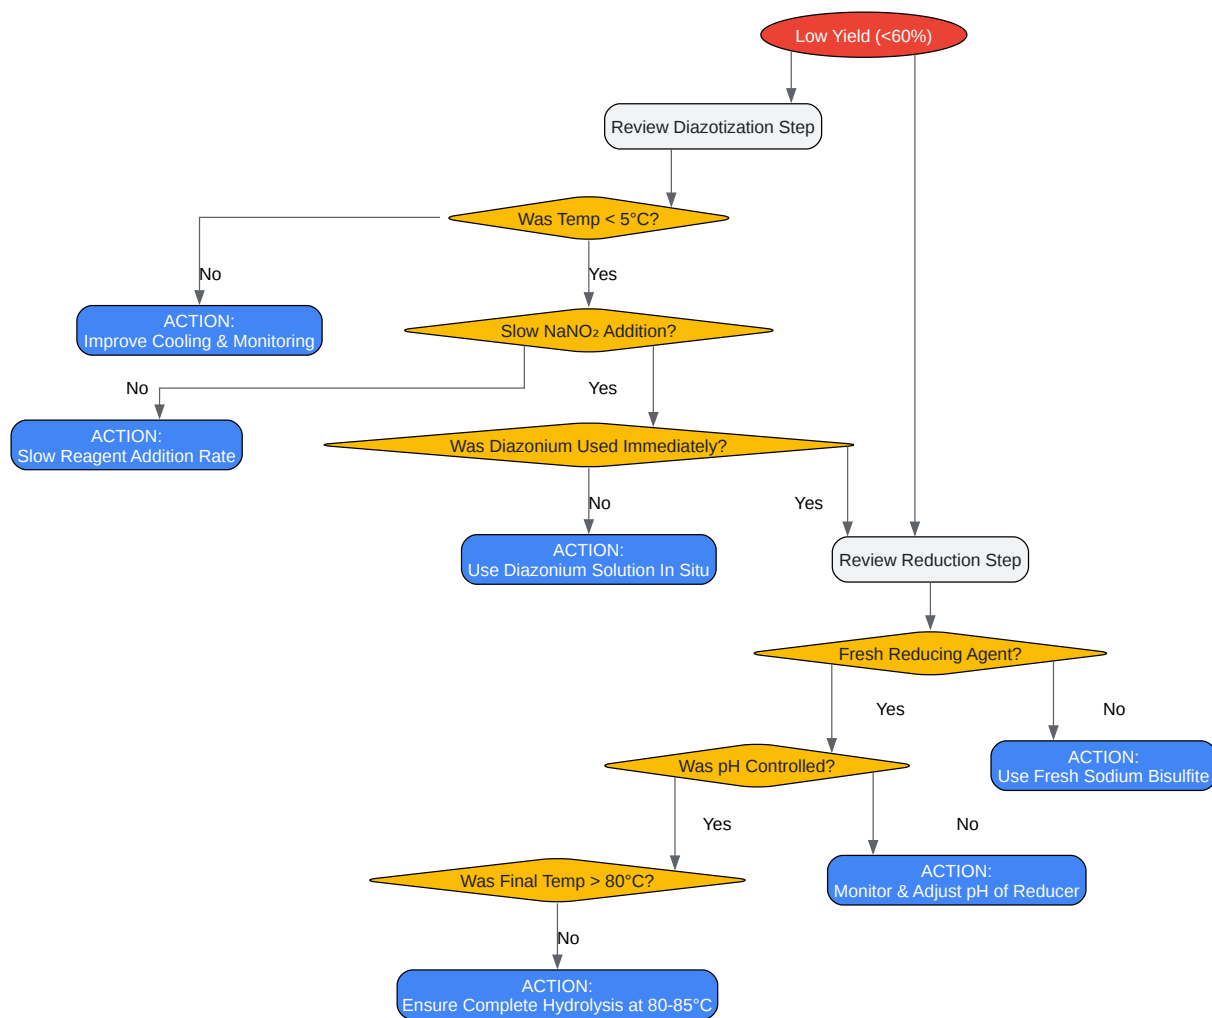 Low Yield (<60%)
Review Diazotization Step
Was Temp < 5°C?
No
Yes
ACTION:
Improve Cooling & Monitoring
Slow NaNO₂ Addition?
No
Yes
ACTION:
Slow Reagent Addition Rate
Was Diazonium Used Immediately?
No
Yes
ACTION:
Use Diazonium Solution In Situ
Review Reduction Step
Fresh Reducing Agent?
Yes
No
ACTION:
Use Fresh Sodium Bisulfite
Was pH Controlled?
Yes
No
ACTION:
Monitor & Adjust pH of Reducer
Was Final Temp > 80°C?
No
ACTION:
Ensure Complete Hydrolysis at 80-85°C